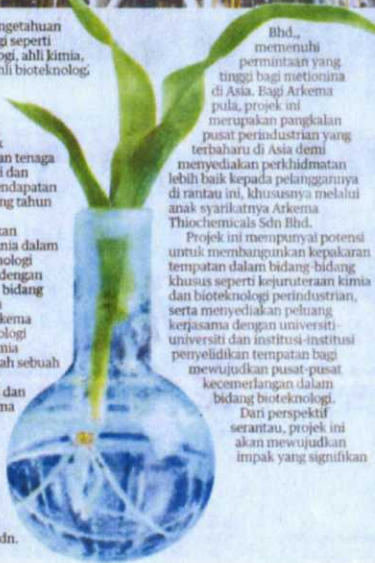 ngetahuan
gi seperti
ogi, ahli kimia,
hli bioteknologi
an tenaga
i dan
ndapatan
ng tahun
kan
nia dalam
nologi
dengan
bidang
kema
ologi
nia
ah sebuah
dan
ma
dn.
Bhd.,
memenuhi
permintaan yang
tinggi bagi metionina
di Asia. Bagi Arkema
pula, projek ini
merupakan pangkalan
pusat perindustrian yang
terbaharu di Asia demi
menyediakan perkhidmatan
lebih baik kepada pelanggannya
di rantau ini, khususnya melalui
anak syarikatnya Arkema
Thiochemicals Sdn Bhd.
Projek ini mempunyai potensi
untuk membangunkan kepakaran
tempatan dalam bidang-bidang
khusus seperti kejuruteraan kimia
dan bioteknologi perindustrian,
serta menyediakan peluang
kerjasama dengan universiti-
universiti dan institusi-institusi
penyelidikan tempatan bagi
mewujudkan pusat-pusat
kecemerlangan dalam
bidang bioteknologi.
Dari perspektif
serantau, projek ini
akan mewujudkan
impak yang signifikan